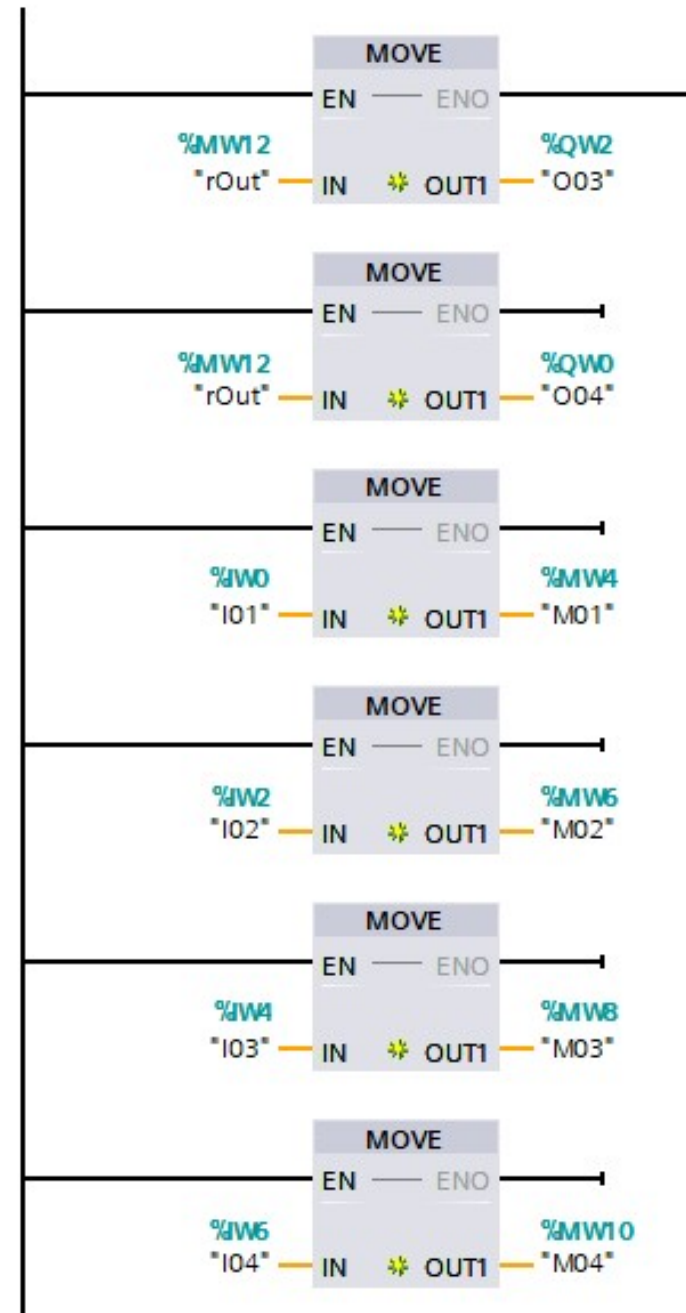 MOVE
EN ENO
%MW12 %QW2
"rOut" IN OUT1 "O03"
MOVE
EN ENO
%MW12 %QW0
"rOut" IN OUT1 "O04"
MOVE
EN ENO
%IW0 %MW4
"I01" IN OUT1 "M01"
MOVE
EN ENO
%IW2 %MW6
"I02" IN OUT1 "M02"
MOVE
EN ENO
%IW4 %MW8
"I03" IN OUT1 "M03"
MOVE
EN ENO
%IW6 %MW10
"I04" IN OUT1 "M04"